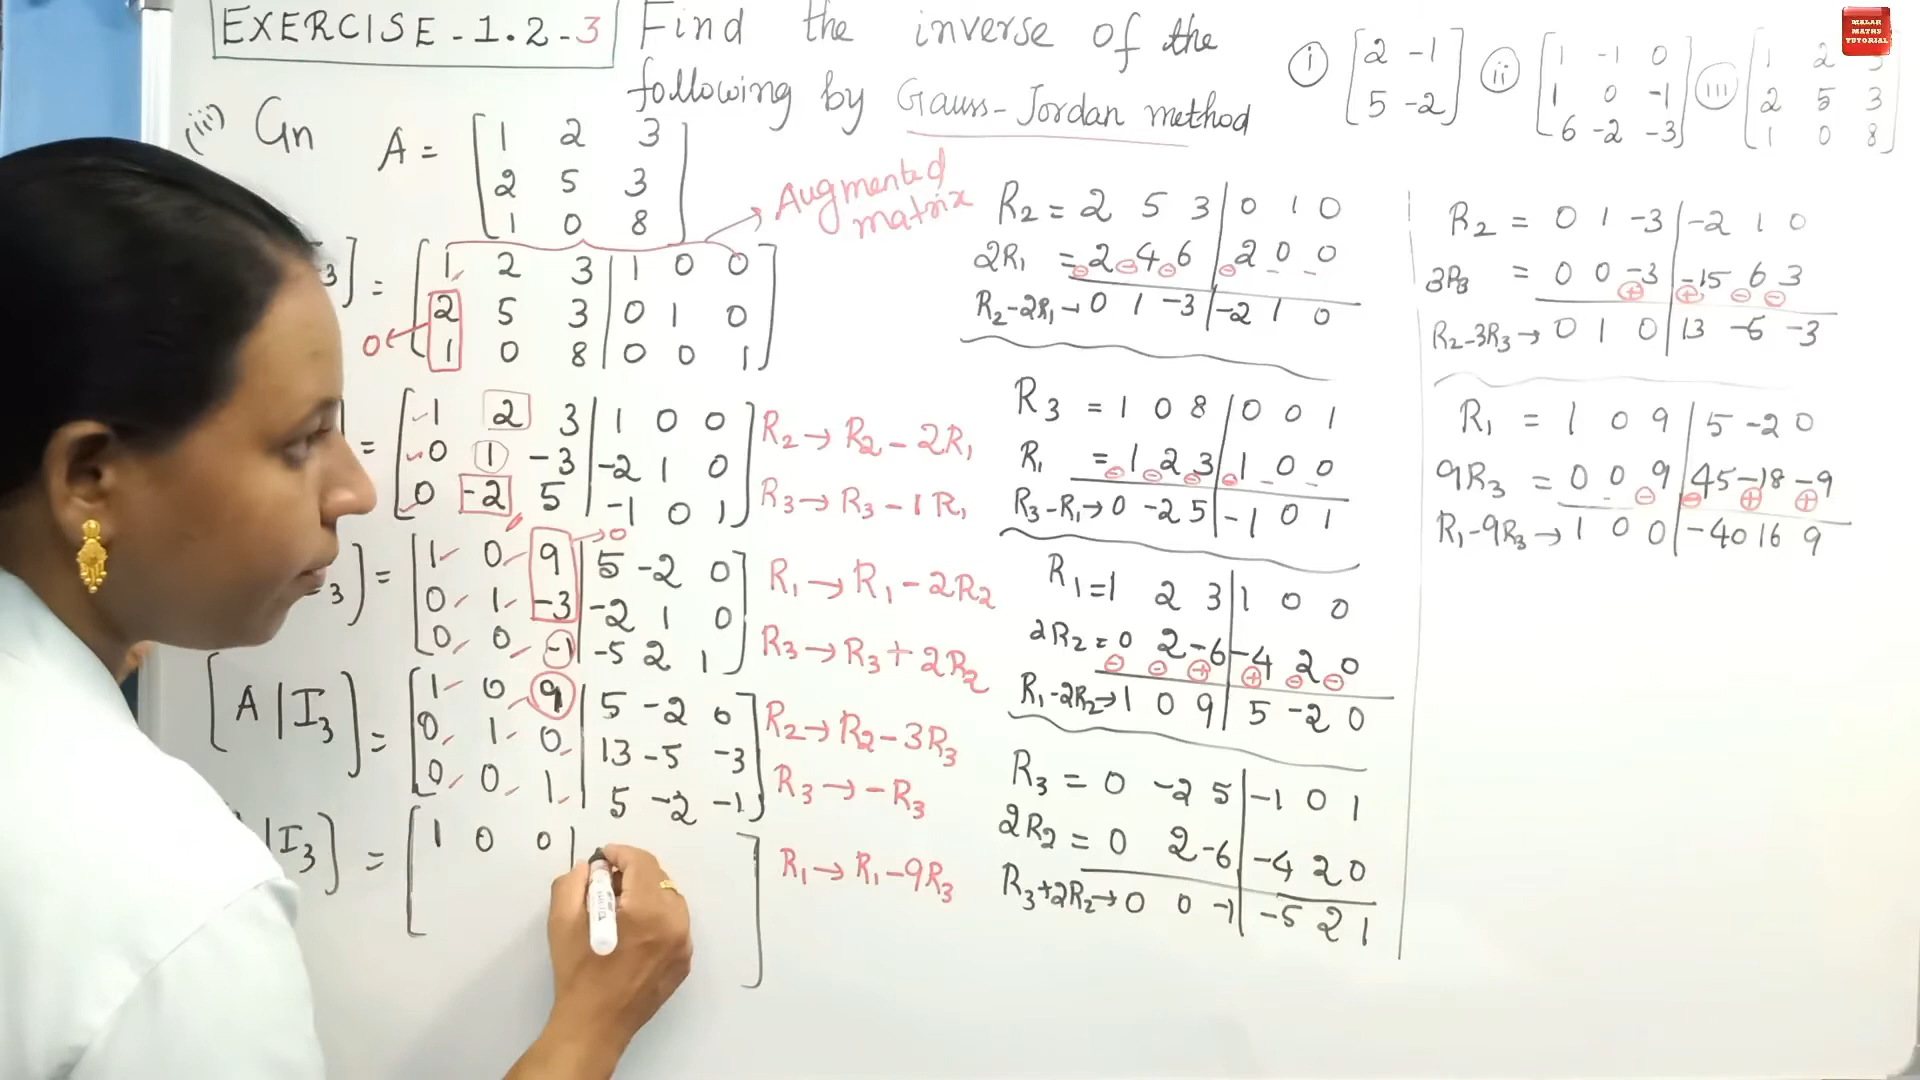 EXERCISE-1.2-3
Find the inverse of the
following by Gauss-Jordan method
i [2 -1
5 -2]
ii [1 -1 0
1 0 -1
6 -2 -3]
iii [1 2 3
2 5 3
1 0 8]
MALAR
MATHS
TUTORIAL
(iii) Gn A = [1 2 3
2 5 3
1 0 8]
Augmented
matrix
3] = [1 2 3 | 1 0 0
2 5 3 | 0 1 0
0 ← 1 0 8 | 0 0 1]
= [1 2 3 | 1 0 0
0 1 -3 | -2 1 0
0 -2 5 | -1 0 1]
R2 → R2 - 2R1
R3 → R3 - 1R1
3] = [1 0 9 | 5 -2 0
0 1 -3 | -2 1 0
0 0 -1 | -5 2 1]
→0
R1 → R1 - 2R2
R3 → R3 + 2R2
[A | I3] = [1 0 9 | 5 -2 0
0 1 0 | 13 -5 -3
0 0 1 | 5 -2 -1]
R2 → R2 - 3R3
R3 → -R3
| I3] = [1 0 0 | ]
R1 → R1 - 9R3
R2 = 2 5 3 | 0 1 0
2R1 = 2 4 6 | 2 0 0
R2-2R1 → 0 1 -3 | -2 1 0
R3 = 1 0 8 | 0 0 1
R1 = 1 2 3 | 1 0 0
R3-R1 → 0 -2 5 | -1 0 1
R1 = 1 2 3 | 1 0 0
2R2 = 0 2 -6 | -4 2 0
R1-2R2 → 1 0 9 | 5 -2 0
R3 = 0 -2 5 | -1 0 1
2R2 = 0 2 -6 | -4 2 0
R3+2R2 → 0 0 -1 | -5 2 1
R2 = 0 1 -3 | -2 1 0
3R3 = 0 0 -3 | -15 6 3
R2-3R3 → 0 1 0 | 13 -5 -3
R1 = 1 0 9 | 5 -2 0
9R3 = 0 0 9 | 45 -18 -9
R1-9R3 → 1 0 0 | -40 16 9